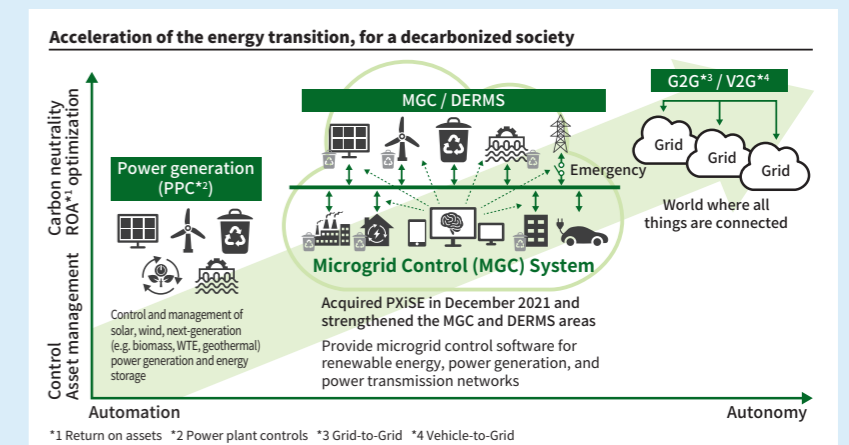 Acceleration of the energy transition, for a decarbonized society
Carbon neutrality
ROA*1 optimization
Control
Asset management
Power generation
(PPC*2)
Control and management of
solar, wind, next-generation
(e.g. biomass, WTE, geothermal)
power generation and energy
storage
MGC / DERMS
Emergency
Microgrid Control (MGC) System
Acquired PXiSE in December 2021 and
strengthened the MGC and DERMS areas
Provide microgrid control software for
renewable energy, power generation, and
power transmission networks
G2G*3 / V2G*4
Grid
Grid
Grid
World where all
things are connected
Automation
Autonomy
*1 Return on assets *2 Power plant controls *3 Grid-to-Grid *4 Vehicle-to-Grid